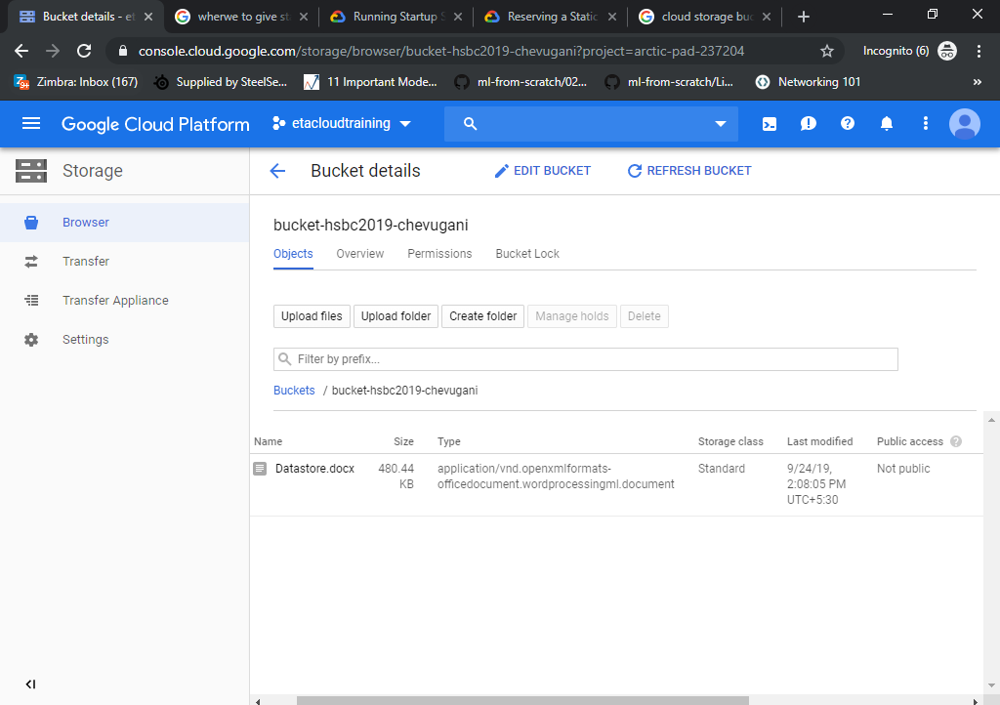 Bucket details - et
wherwe to give sta
Running Startup S
Reserving a Static
cloud storage buc
console.cloud.google.com/storage/browser/bucket-hsbc2019-chevugani?project=arctic-pad-237204
Incognito (6)
Zimbra: Inbox (167)
Supplied by SteelSe...
11 Important Mode...
ml-from-scratch/02...
ml-from-scratch/Li...
Networking 101
»
Google Cloud Platform
etacloudtraining
Storage
Bucket details
EDIT BUCKET
REFRESH BUCKET
Browser
Transfer
Transfer Appliance
Settings
bucket-hsbc2019-chevugani
Objects Overview Permissions Bucket Lock
Upload files Upload folder Create folder Manage holds Delete
Filter by prefix...
Buckets / bucket-hsbc2019-chevugani
Name Size Type Storage class Last modified Public access
Datastore.docx 480.44 application/vnd.openxmlformats- Standard 9/24/19, Not public
KB officedocument.wordprocessingml.document 2:08:05 PM
UTC+5:30